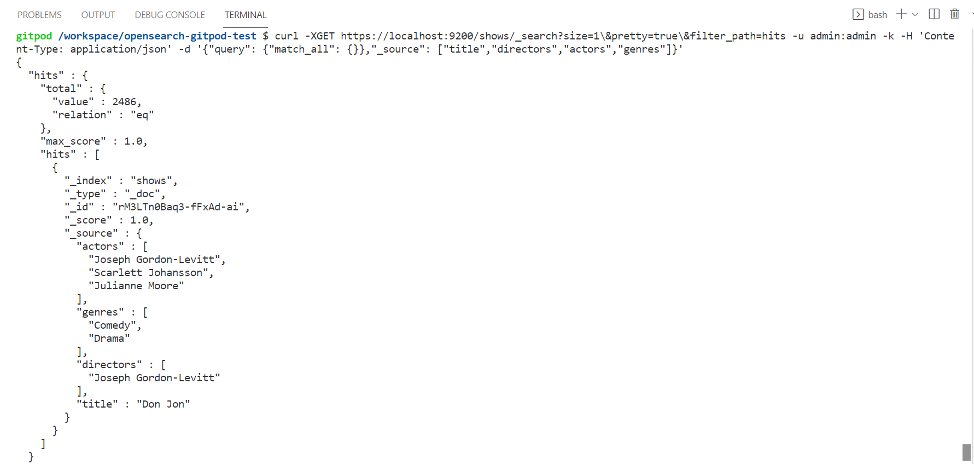 PROBLEMS OUTPUT DEBUG CONSOLE TERMINAL bash
gitpod /workspace/opensearch-gitpod-test $ curl -XGET https://localhost:9200/shows/_search?size=1\&pretty=true\&filter_path=hits -u admin:admin -k -H 'Conte
nt-Type: application/json' -d '{"query": {"match_all": {}},"_source": ["title","directors","actors","genres"]}'
{
  "hits" : {
    "total" : {
      "value" : 2486,
      "relation" : "eq"
    },
    "max_score" : 1.0,
    "hits" : [
      {
        "_index" : "shows",
        "_type" : "_doc",
        "_id" : "rM3LTn0Baq3-fFxAd-ai",
        "_score" : 1.0,
        "_source" : {
          "actors" : [
            "Joseph Gordon-Levitt",
            "Scarlett Johansson",
            "Julianne Moore"
          ],
          "genres" : [
            "Comedy",
            "Drama"
          ],
          "directors" : [
            "Joseph Gordon-Levitt"
          ],
          "title" : "Don Jon"
        }
      }
    ]
  }